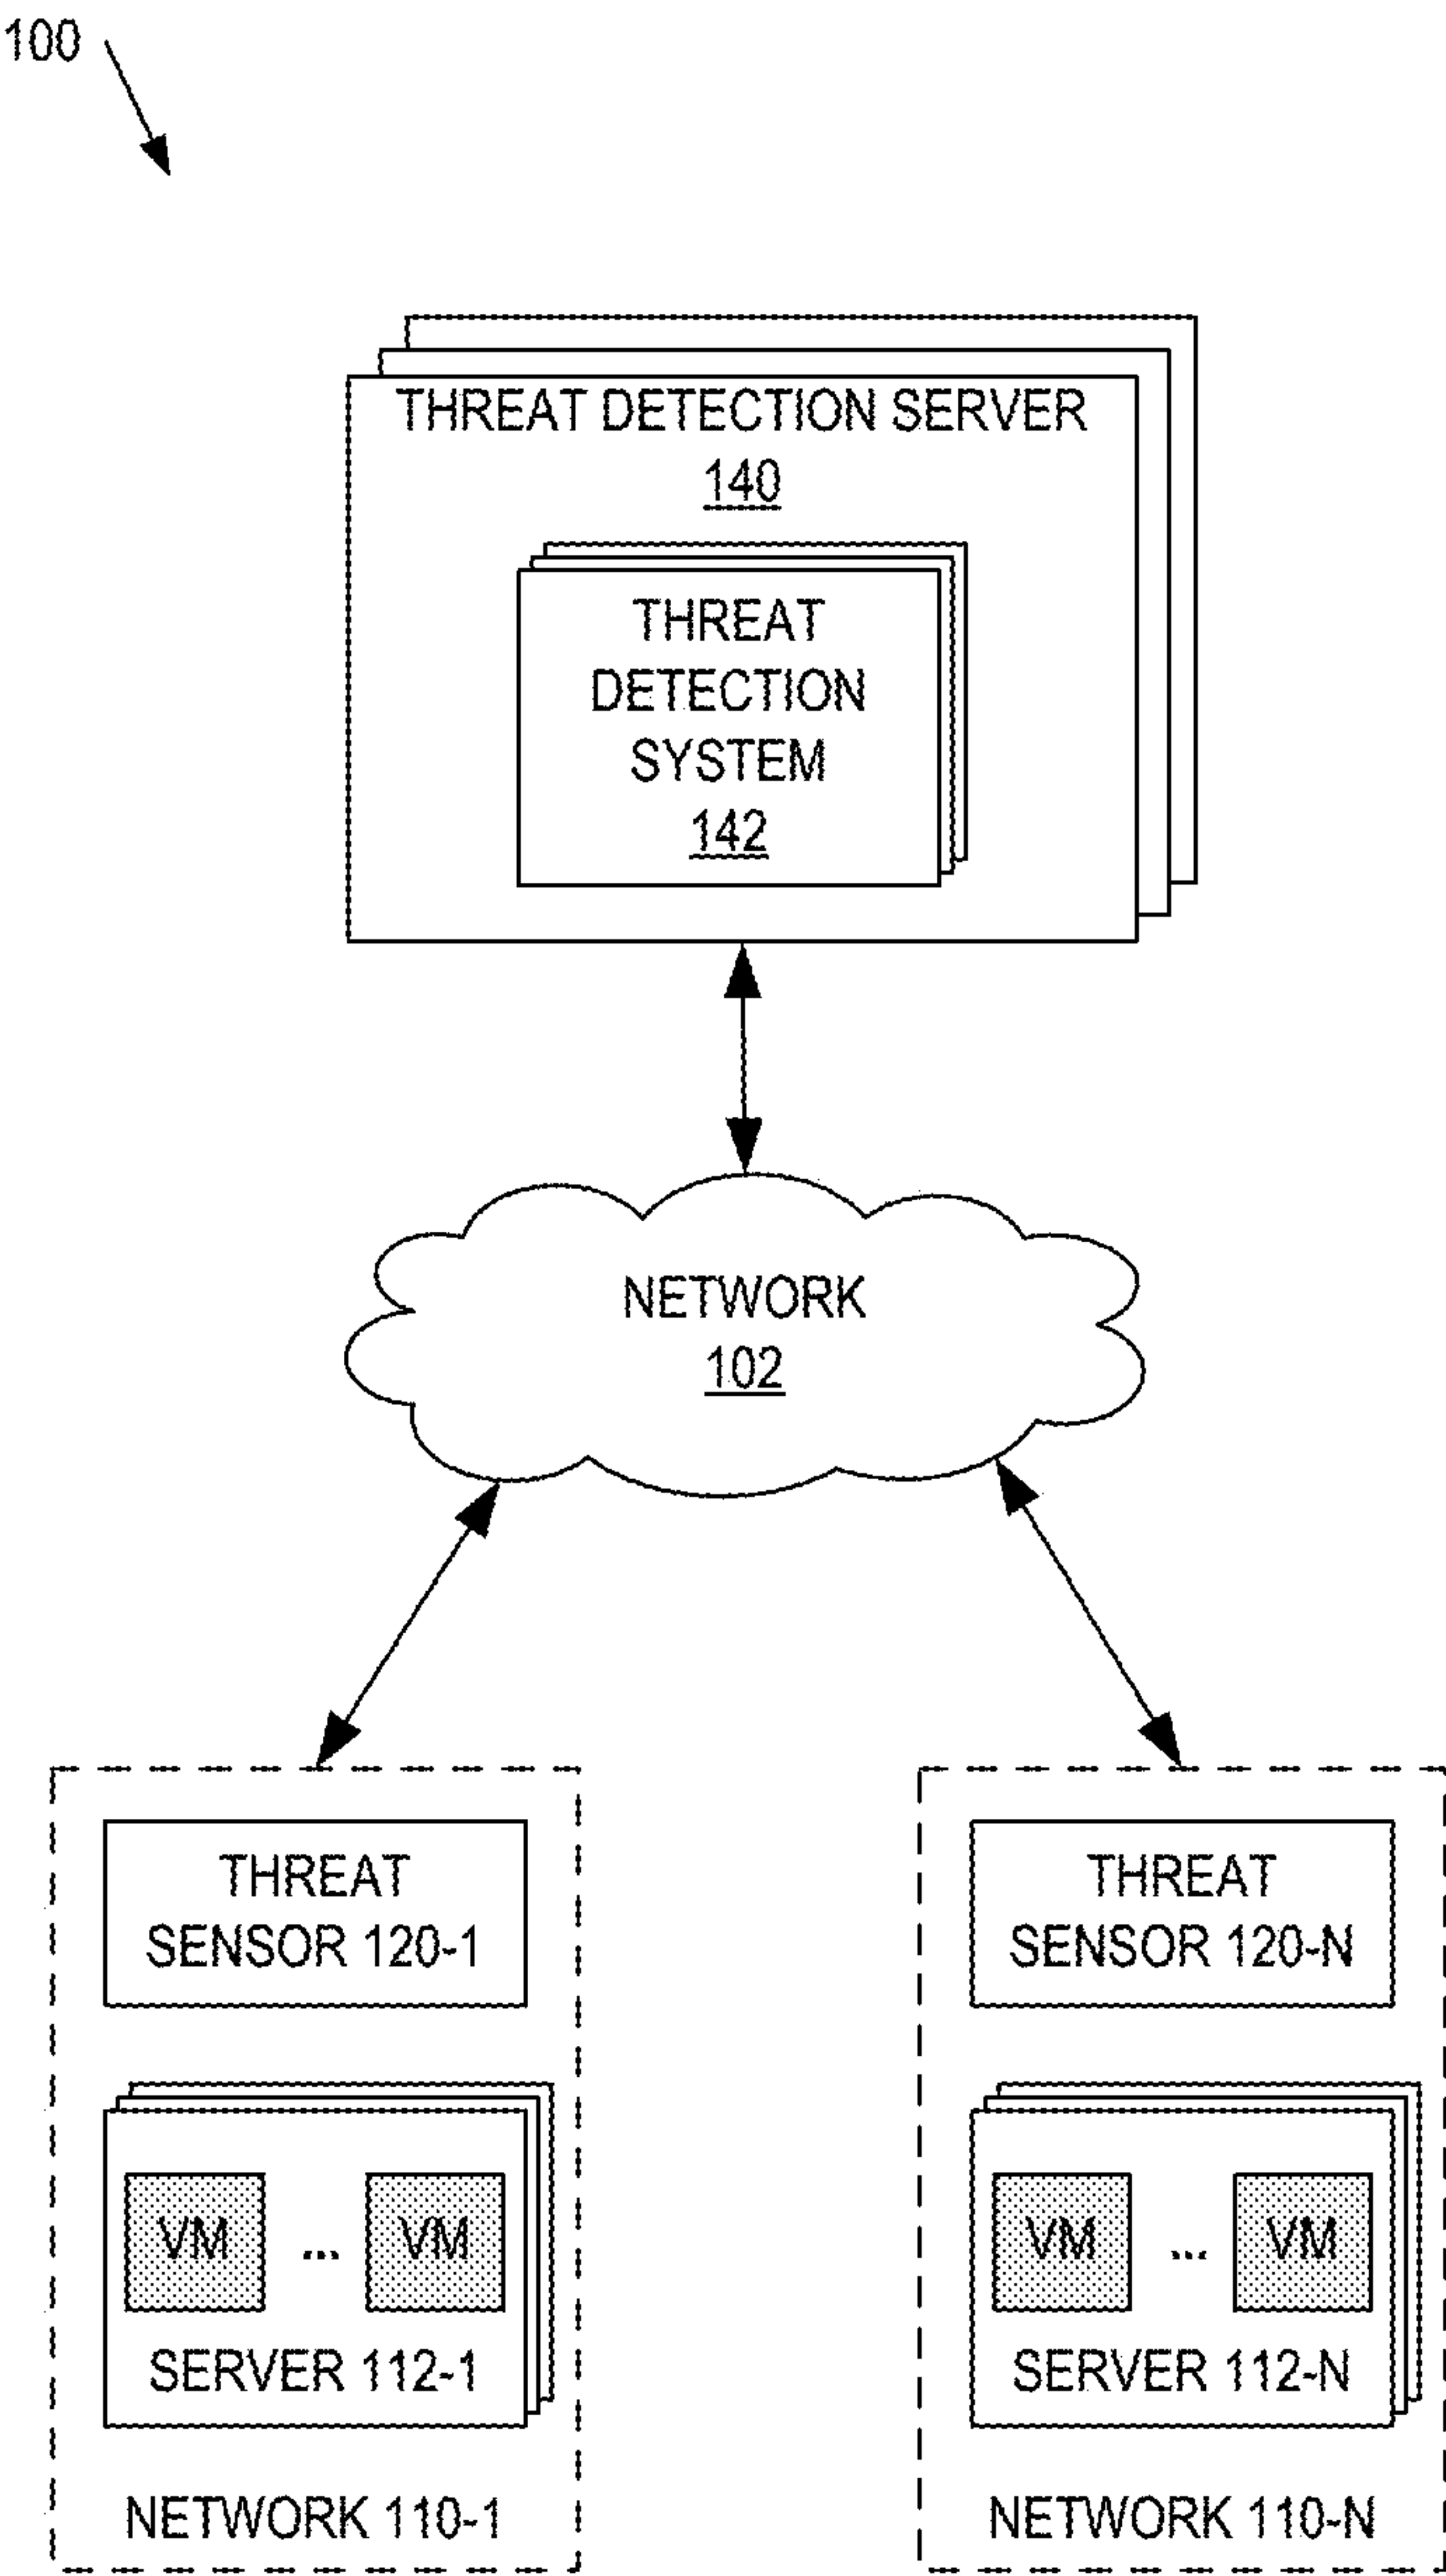 100
THREAT DETECTION SERVER
140
THREAT
DETECTION
SYSTEM
142
NETWORK
102
THREAT
SENSOR 120-1
VM ... VM
SERVER 112-1
NETWORK 110-1
THREAT
SENSOR 120-N
VM ... VM
SERVER 112-N
NETWORK 110-N